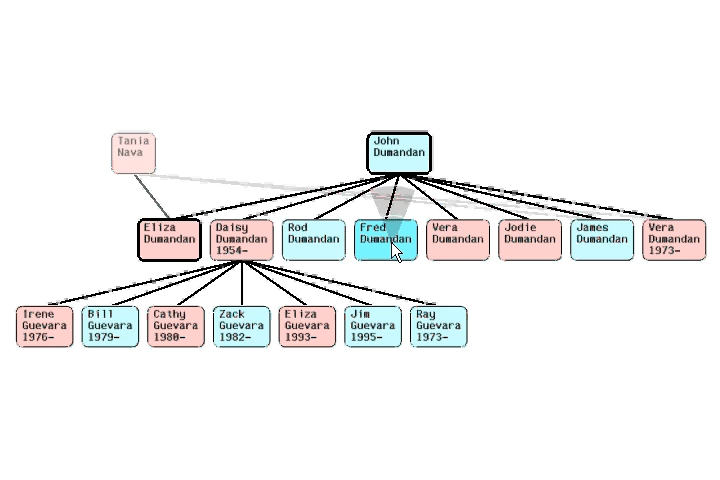 Tania
Nava
John
Dumandan
Eliza
Dumandan
Daisy
Dumandan
1954-
Rod
Dumandan
Fred
Dumandan
Vera
Dumandan
Jodie
Dumandan
James
Dumandan
Vera
Dumandan
1973-
Irene
Guevara
1976-
Bill
Guevara
1979-
Cathy
Guevara
1980-
Zack
Guevara
1982-
Eliza
Guevara
1993-
Jim
Guevara
1995-
Ray
Guevara
1973-